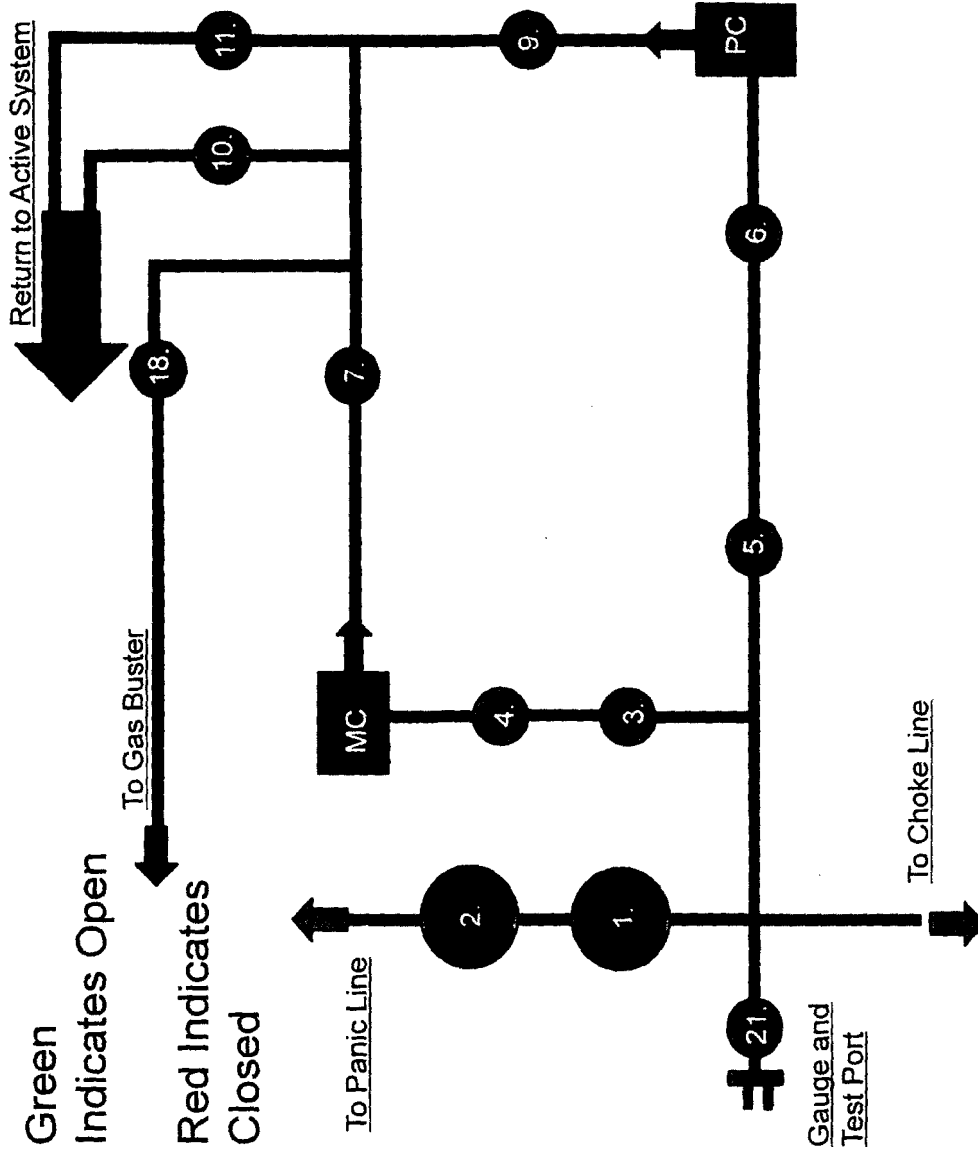 Green
Indicates Open
Red Indicates
Closed
To Gas Buster
Return to Active System
To Panic Line
Gauge and
Test Port
To Choke Line
18.
10.
11.
7.
9.
MC
PC
4.
3.
2.
1.
21.
5.
6.